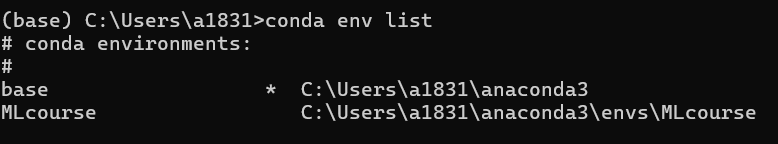 (base) C:\Users\a1831>conda env list
# conda environments:
#
base                  *  C:\Users\a1831\anaconda3
MLcourse                 C:\Users\a1831\anaconda3\envs\MLcourse